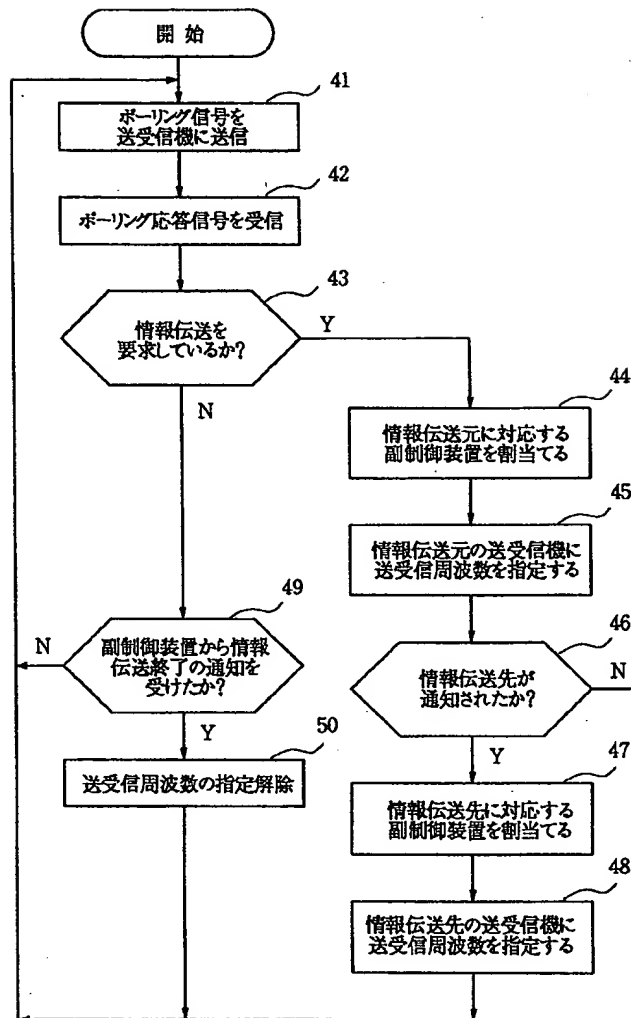 開始
41
ポーリング信号を
送受信機に送信
42
ポーリング応答信号を受信
43
情報伝送を
要求しているか?
Y
N
44
情報伝送元に対応する
副制御装置を割当てる
45
情報伝送元の送受信機に
送受信周波数を指定する
46
情報伝送先が
通知されたか?
N
Y
47
情報伝送先に対応する
副制御装置を割当てる
48
情報伝送先の送受信機に
送受信周波数を指定する
49
N
副制御装置から情報
伝送終了の通知を
受けたか?
Y
50
送受信周波数の指定解除